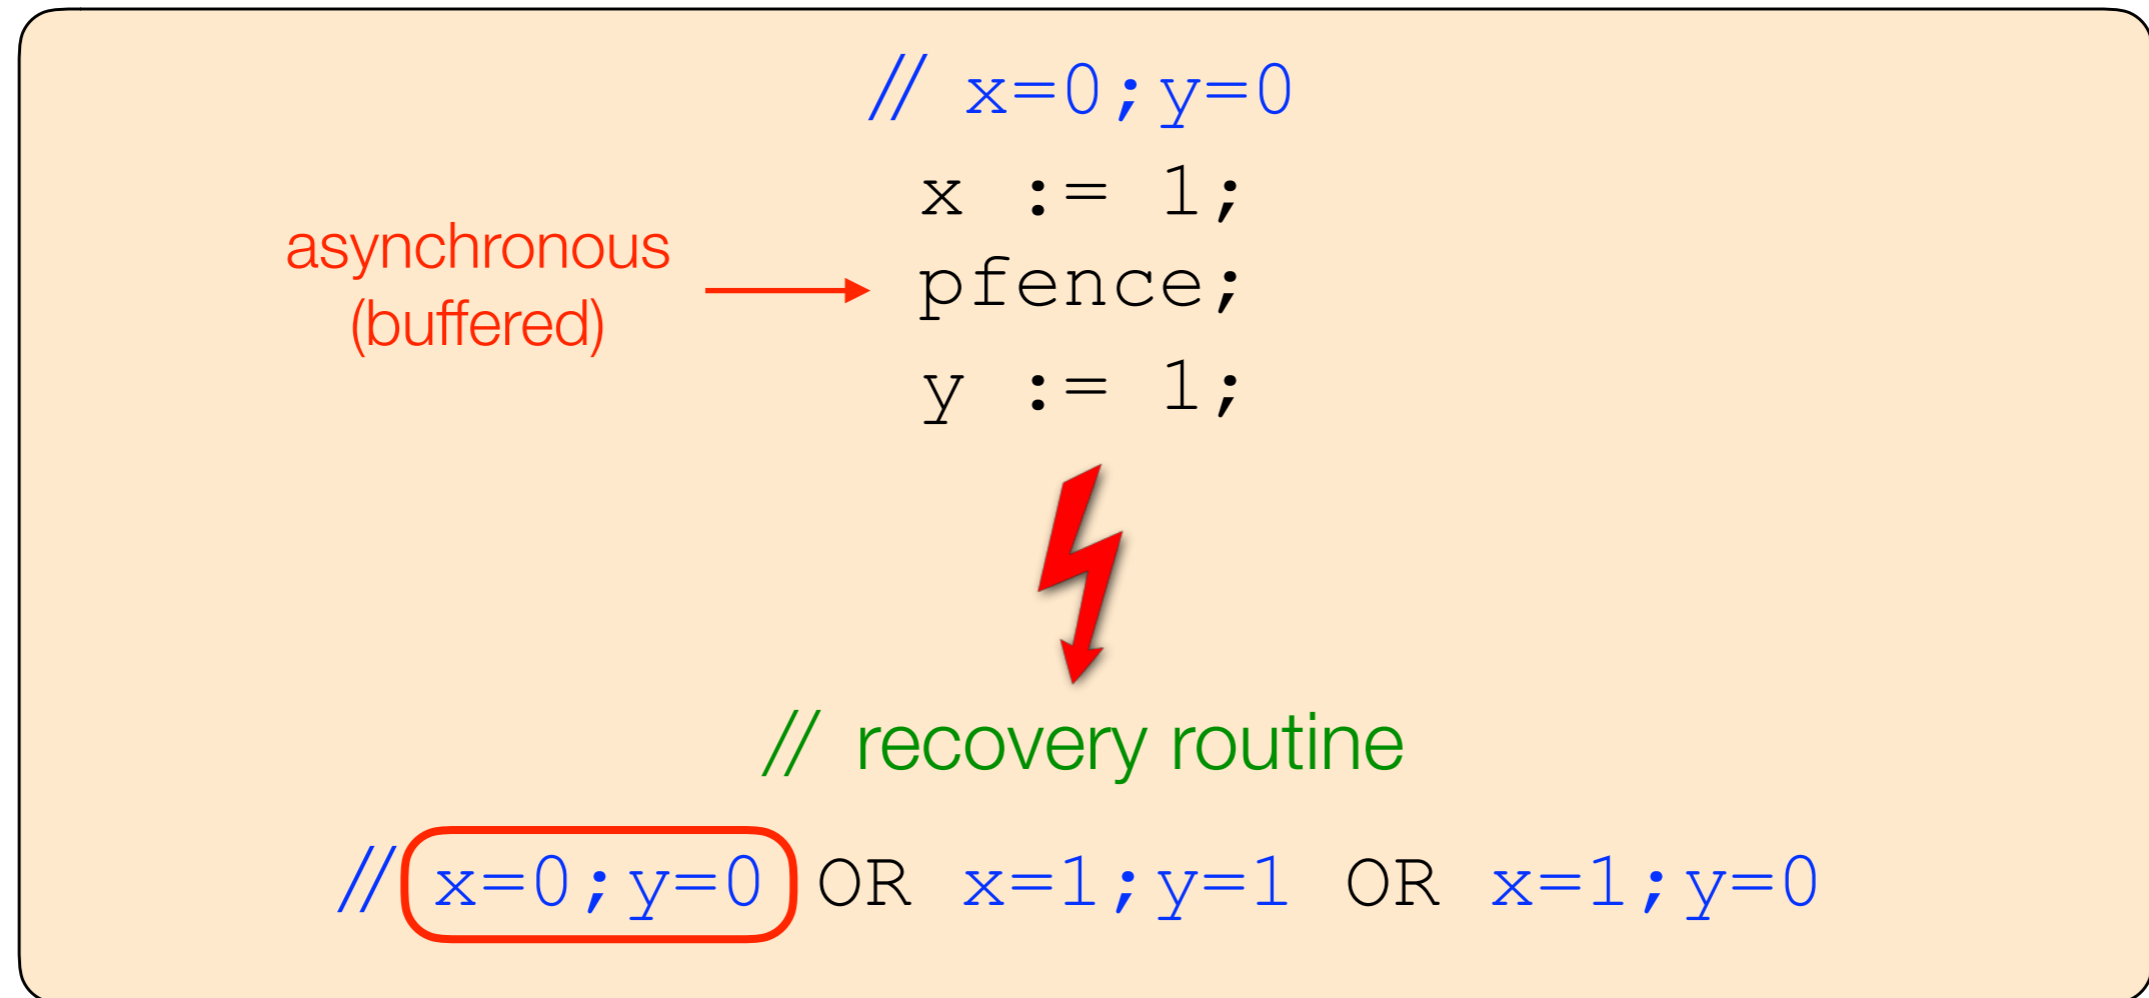 // x=0;y=0
x := 1;
asynchronous
(buffered)
pfence;
y := 1;
// recovery routine
// x=0;y=0 OR x=1;y=1 OR x=1;y=0